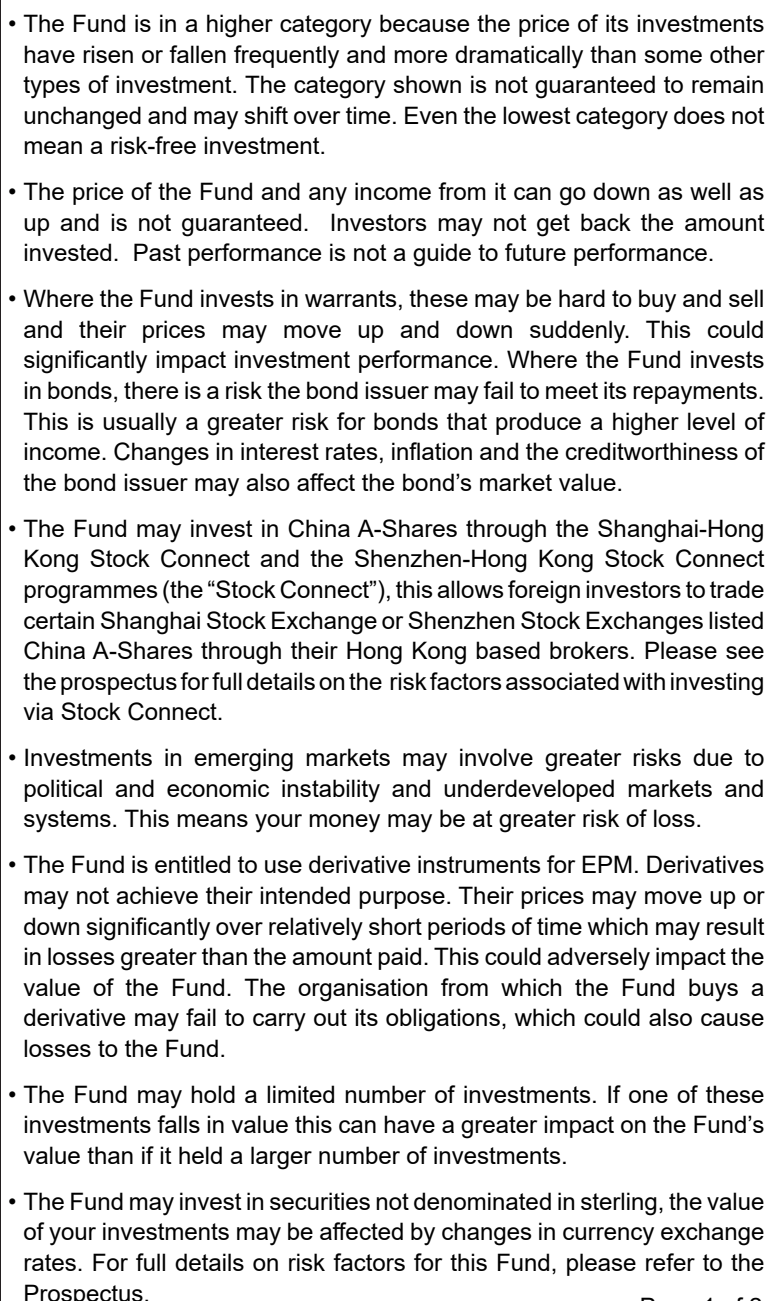 • The Fund is in a higher category because the price of its investments
have risen or fallen frequently and more dramatically than some other
types of investment. The category shown is not guaranteed to remain
unchanged and may shift over time. Even the lowest category does not
mean a risk-free investment.
• The price of the Fund and any income from it can go down as well as
up and is not guaranteed. Investors may not get back the amount
invested. Past performance is not a guide to future performance.
• Where the Fund invests in warrants, these may be hard to buy and sell
and their prices may move up and down suddenly. This could
significantly impact investment performance. Where the Fund invests
in bonds, there is a risk the bond issuer may fail to meet its repayments.
This is usually a greater risk for bonds that produce a higher level of
income. Changes in interest rates, inflation and the creditworthiness of
the bond issuer may also affect the bond’s market value.
• The Fund may invest in China A-Shares through the Shanghai-Hong
Kong Stock Connect and the Shenzhen-Hong Kong Stock Connect
programmes (the “Stock Connect”), this allows foreign investors to trade
certain Shanghai Stock Exchange or Shenzhen Stock Exchanges listed
China A-Shares through their Hong Kong based brokers. Please see
the prospectus for full details on the risk factors associated with investing
via Stock Connect.
• Investments in emerging markets may involve greater risks due to
political and economic instability and underdeveloped markets and
systems. This means your money may be at greater risk of loss.
• The Fund is entitled to use derivative instruments for EPM. Derivatives
may not achieve their intended purpose. Their prices may move up or
down significantly over relatively short periods of time which may result
in losses greater than the amount paid. This could adversely impact the
value of the Fund. The organisation from which the Fund buys a
derivative may fail to carry out its obligations, which could also cause
losses to the Fund.
• The Fund may hold a limited number of investments. If one of these
investments falls in value this can have a greater impact on the Fund’s
value than if it held a larger number of investments.
• The Fund may invest in securities not denominated in sterling, the value
of your investments may be affected by changes in currency exchange
rates. For full details on risk factors for this Fund, please refer to the
Prospectus.